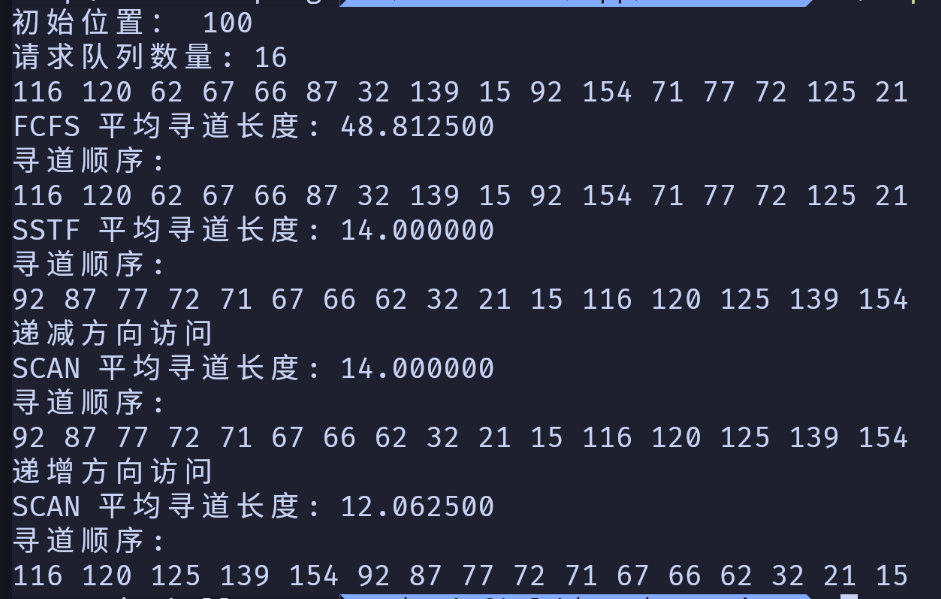 初始位置: 100
请求队列数量: 16
116 120 62 67 66 87 32 139 15 92 154 71 77 72 125 21
FCFS 平均寻道长度: 48.812500
寻道顺序:
116 120 62 67 66 87 32 139 15 92 154 71 77 72 125 21
SSTF 平均寻道长度: 14.000000
寻道顺序:
92 87 77 72 71 67 66 62 32 21 15 116 120 125 139 154
递减方向访问
SCAN 平均寻道长度: 14.000000
寻道顺序:
92 87 77 72 71 67 66 62 32 21 15 116 120 125 139 154
递增方向访问
SCAN 平均寻道长度: 12.062500
寻道顺序:
116 120 125 139 154 92 87 77 72 71 67 66 62 32 21 15